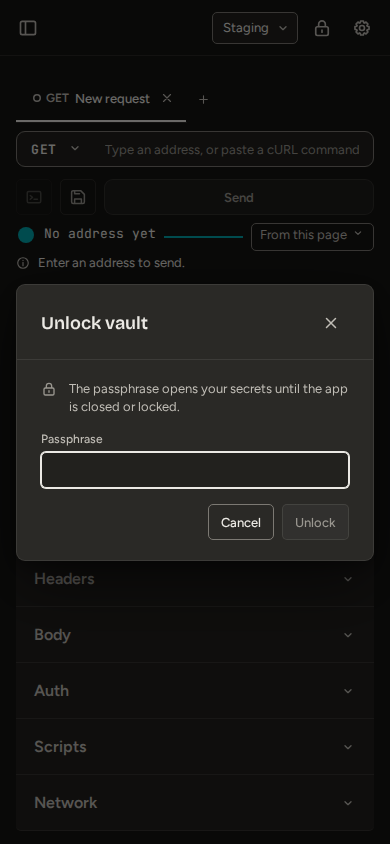 Staging
GET New request
GET Type an address, or paste a cURL command
Send
No address yet
From this page
Enter an address to send.
Unlock vault
The passphrase opens your secrets until the app
is closed or locked.
Passphrase
Cancel
Unlock
Headers
Body
Auth
Scripts
Network